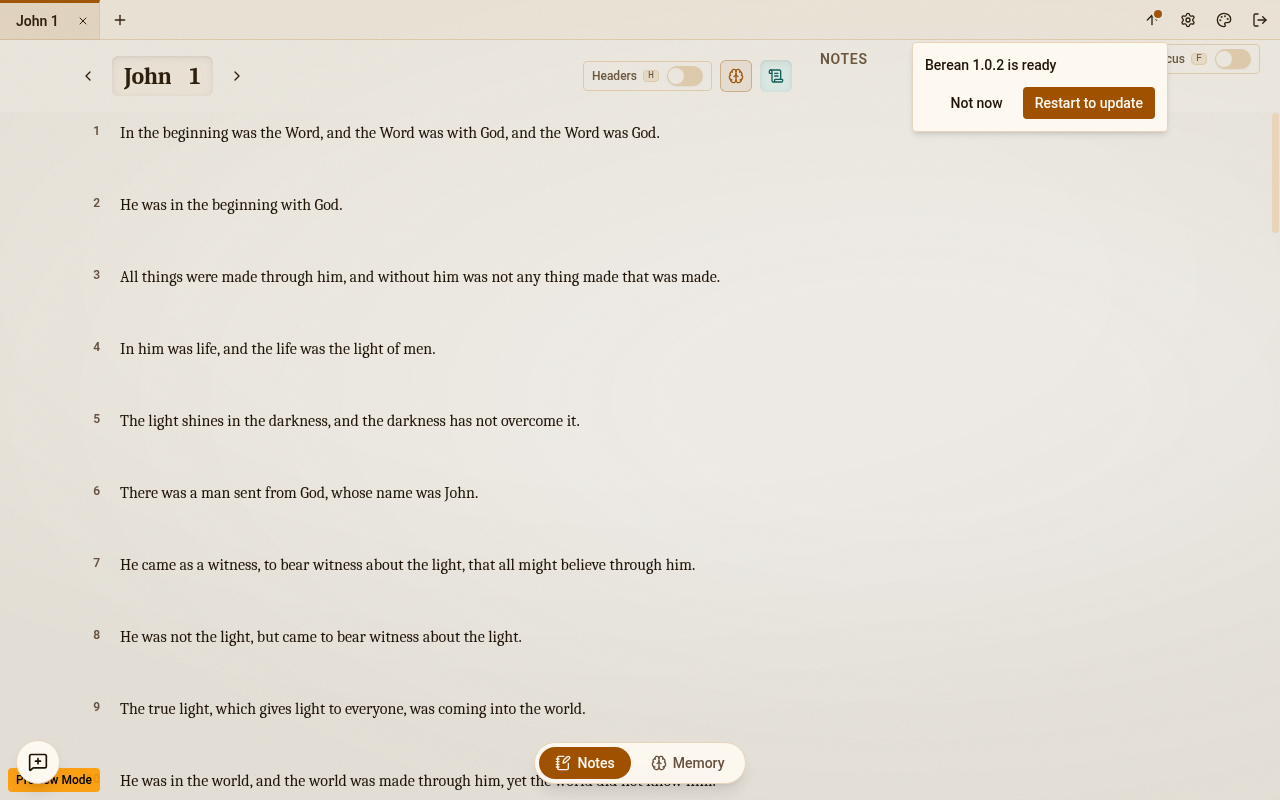 John 1
John 1
Headers H
NOTES
cus F
Berean 1.0.2 is ready
Not now
Restart to update
1 In the beginning was the Word, and the Word was with God, and the Word was God.
2 He was in the beginning with God.
3 All things were made through him, and without him was not any thing made that was made.
4 In him was life, and the life was the light of men.
5 The light shines in the darkness, and the darkness has not overcome it.
6 There was a man sent from God, whose name was John.
7 He came as a witness, to bear witness about the light, that all might believe through him.
8 He was not the light, but came to bear witness about the light.
9 The true light, which gives light to everyone, was coming into the world.
He was in the world, and the world was made through him, yet the world did not know him.
Notes
Memory
Preview Mode